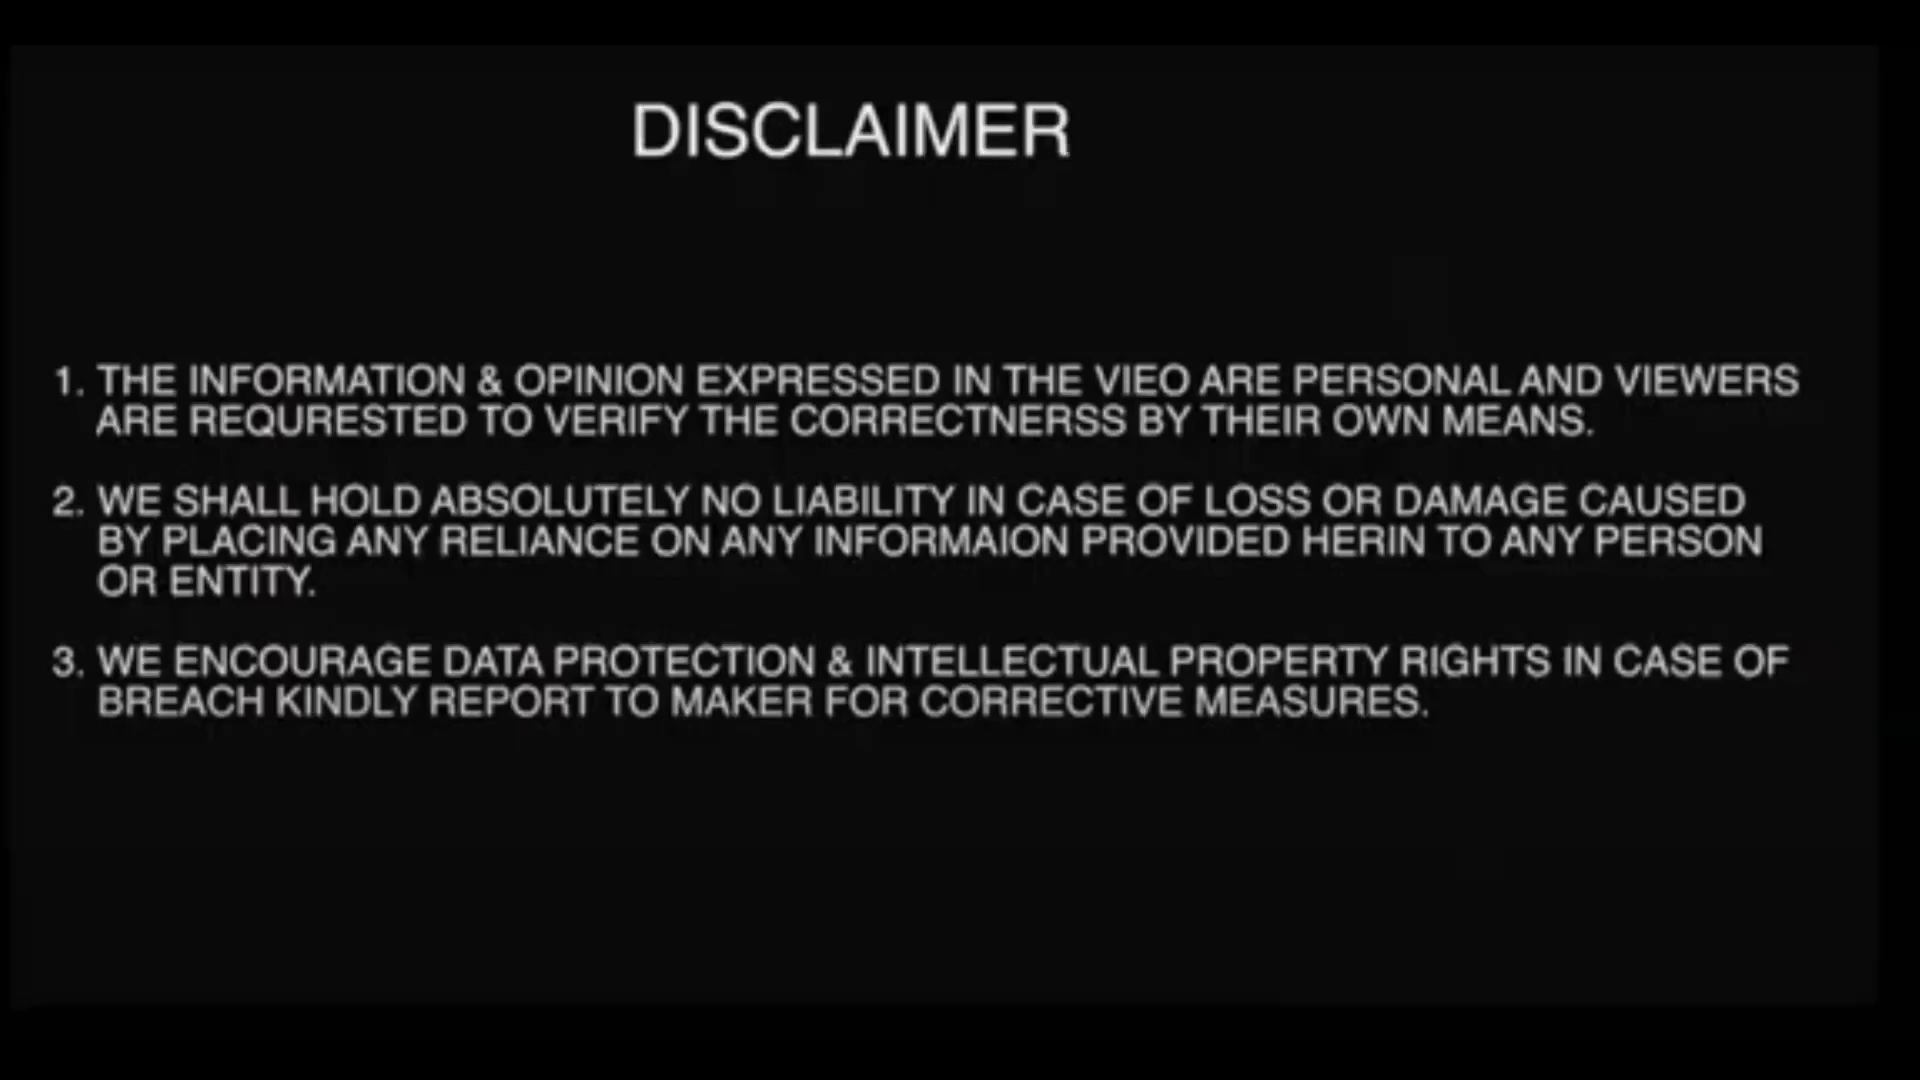 DISCLAIMER
1. THE INFORMATION & OPINION EXPRESSED IN THE VIEO ARE PERSONAL AND VIEWERS
ARE REQURESTED TO VERIFY THE CORRECTNERSS BY THEIR OWN MEANS.
2. WE SHALL HOLD ABSOLUTELY NO LIABILITY IN CASE OF LOSS OR DAMAGE CAUSED
BY PLACING ANY RELIANCE ON ANY INFORMAION PROVIDED HERIN TO ANY PERSON
OR ENTITY.
3. WE ENCOURAGE DATA PROTECTION & INTELLECTUAL PROPERTY RIGHTS IN CASE OF
BREACH KINDLY REPORT TO MAKER FOR CORRECTIVE MEASURES.